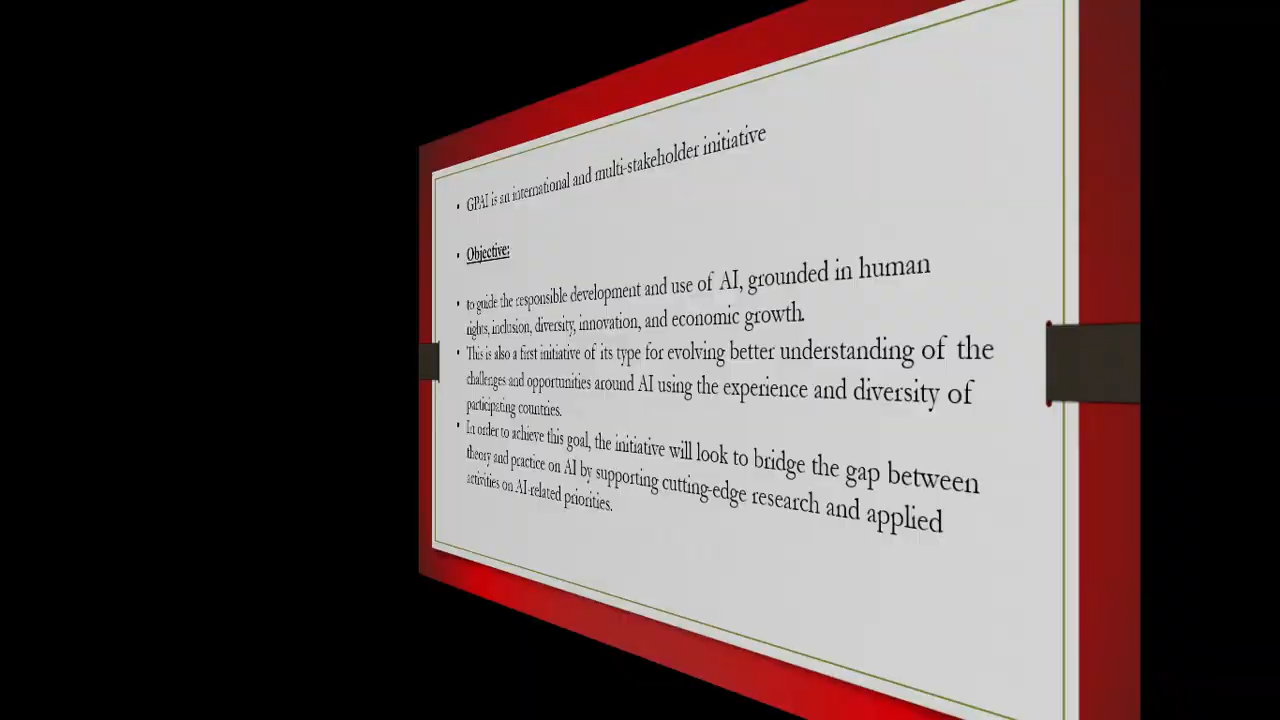 • GPAI is an international and multi-stakeholder initiative
• Objective:
• to guide the responsible development and use of AI, grounded in human
rights, inclusion, diversity, innovation, and economic growth.
• This is also a first initiative of its type for evolving better understanding of the
challenges and opportunities around AI using the experience and diversity of
participating countries.
• In order to achieve this goal, the initiative will look to bridge the gap between
theory and practice on AI by supporting cutting-edge research and applied
activities on AI-related priorities.